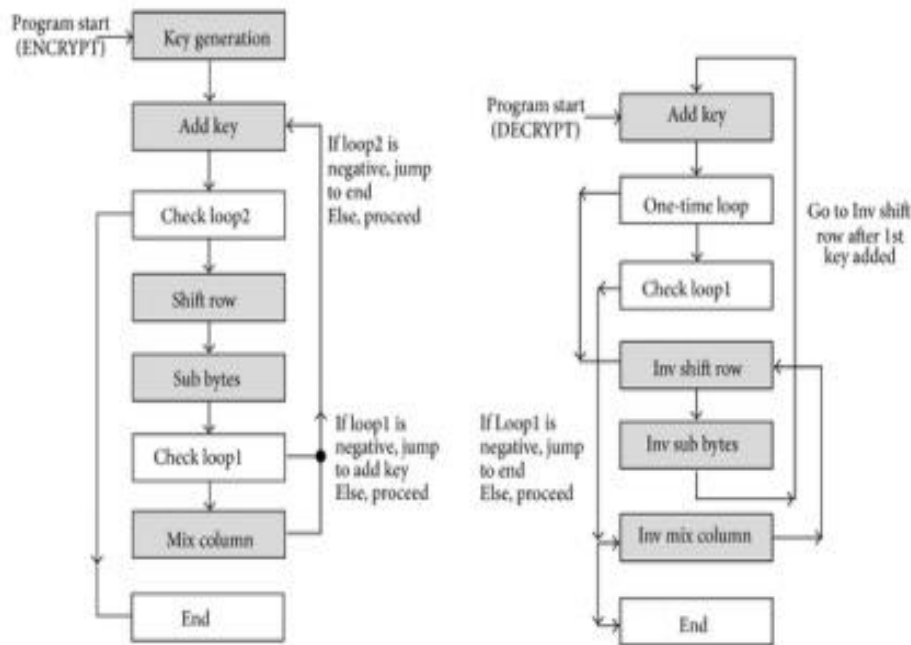 Program start
(ENCRYPT)
Key generation
Add key
If loop2 is
negative, jump
to end
Else, proceed
Check loop2
Shift row
Sub bytes
If loop1 is
negative, jump
to add key
Else, proceed
Check loop1
Mix column
End
Program start
(DECRYPT)
Add key
One-time loop
Go to Inv shift
row after 1st
key added
Check loop1
Inv shift row
If Loop1 is
negative, jump
to end
Else, proceed
Inv sub bytes
Inv mix column
End